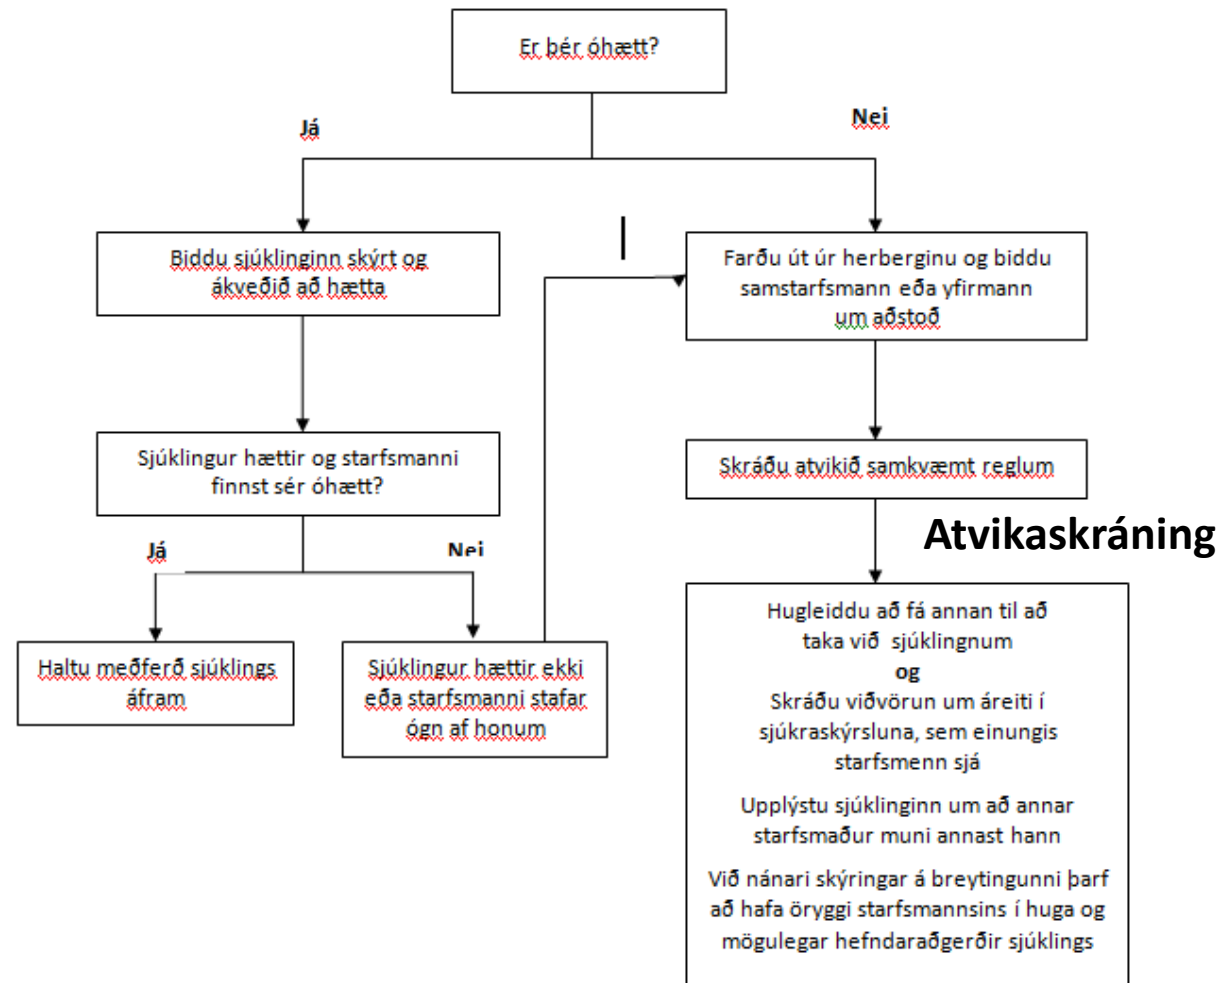 Er þér óhætt?
Já
Nei
Biddu sjúklinginn skýrt og
ákveðið að hætta
Farðu út úr herberginu og biddu
samstarfsmann eða yfirmann
um aðstoð
Sjúklingur hættir og starfsmanni
finnst sér óhætt?
Skráðu atvikið samkvæmt reglum
Atvikaskráning
Já
Nei
Haltu meðferð sjúklings
áfram
Sjúklingur hættir ekki
eða starfsmanni stafar
ógn af honum
Hugleiddu að fá annan til að
taka við sjúklingnum
og
Skráðu viðvörun um áreiti í
sjúkraskýrsluna, sem einungis
starfsmenn sjá
Upplýstu sjúklinginn um að annar
starfsmaður muni annast hann
Við nánari skýringar á breytingunni þarf
að hafa öryggi starfsmannsins í huga og
mögulegar hefndaraðgerðir sjúklings